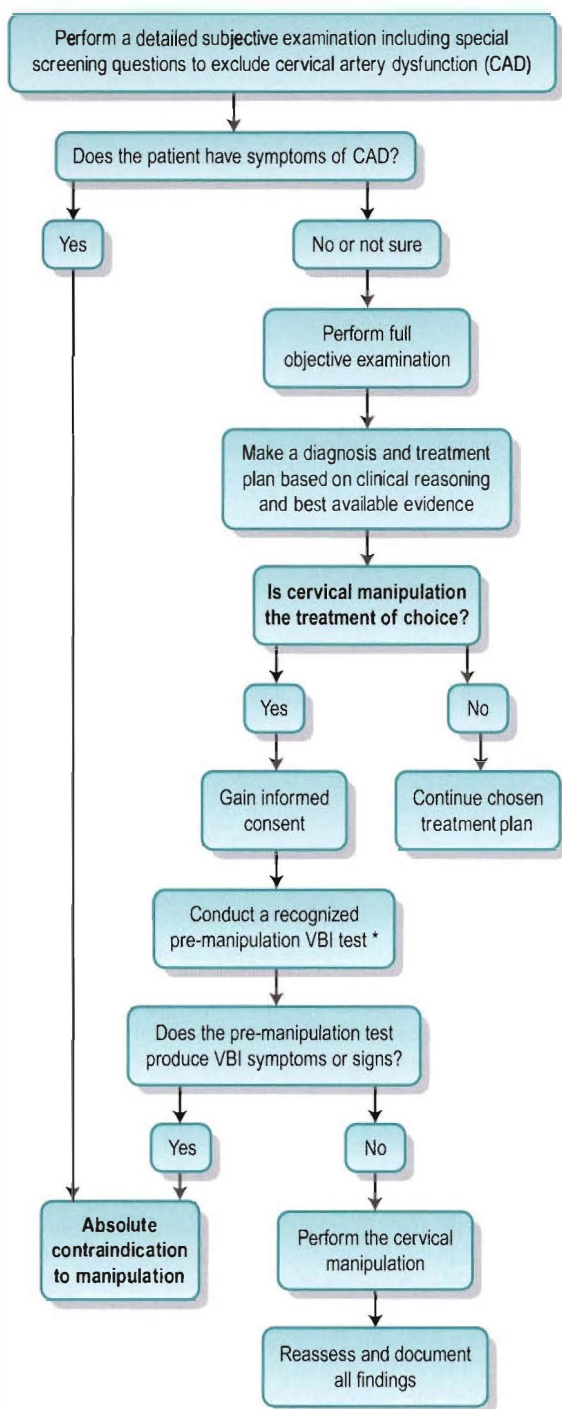 Perform a detailed subjective examination including special
screening questions to exclude cervical artery dysfunction (CAD)
Does the patient have symptoms of CAD?
Yes
No or not sure
Perform full
objective examination
Make a diagnosis and treatment
plan based on clinical reasoning
and best available evidence
Is cervical manipulation
the treatment of choice?
Yes
No
Gain informed
consent
Continue chosen
treatment plan
Conduct a recognized
pre-manipulation VBI test *
Does the pre-manipulation test
produce VBI symptoms or signs?
Yes
No
Absolute
contraindication
to manipulation
Perform the cervical
manipulation
Reassess and document
all findings